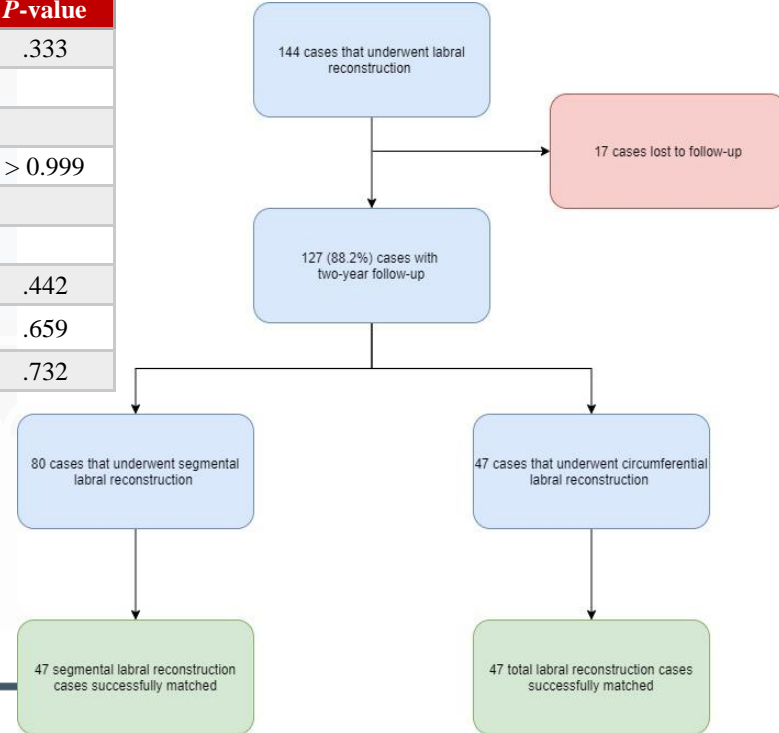 P-value
.333
> 0.999
.442
.659
.732
144 cases that underwent labral
reconstruction
17 cases lost to follow-up
127 (88.2%) cases with
two-year follow-up
80 cases that underwent segmental
labral reconstruction
47 cases that underwent circumferential
labral reconstruction
47 segmental labral reconstruction
cases successfully matched
47 total labral reconstruction cases
successfully matched